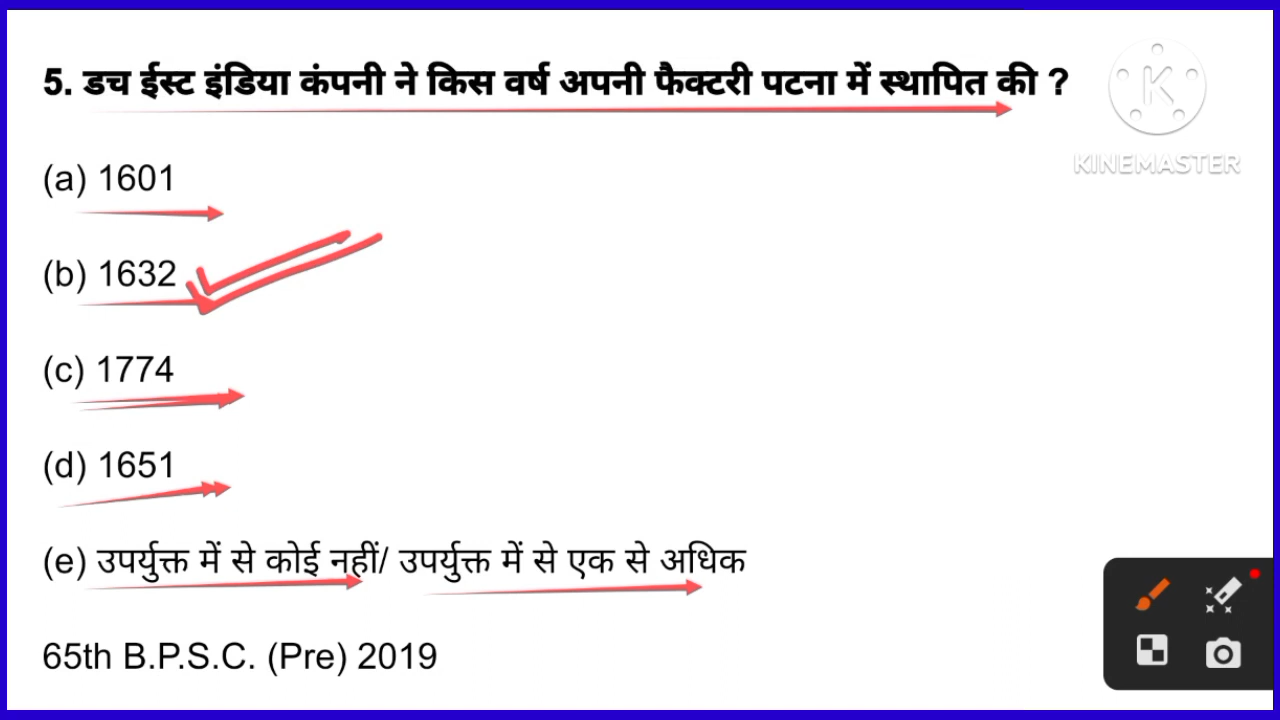 5. डच ईस्ट इंडिया कंपनी ने किस वर्ष अपनी फैक्टरी पटना में स्थापित की ?
K
KINEMASTER
(a) 1601
(b) 1632
(c) 1774
(d) 1651
(e) उपर्युक्त में से कोई नहीं/ उपर्युक्त में से एक से अधिक
65th B.P.S.C. (Pre) 2019